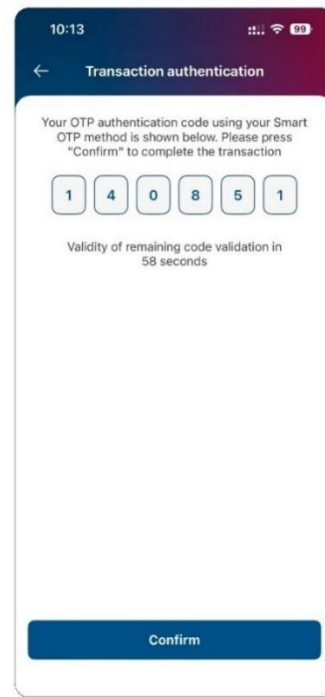 10:13
99
Transaction authentication
Your OTP authentication code using your Smart
OTP method is shown below. Please press
"Confirm" to complete the transaction
1 4 0 8 5 1
Validity of remaining code validation in
58 seconds
Confirm